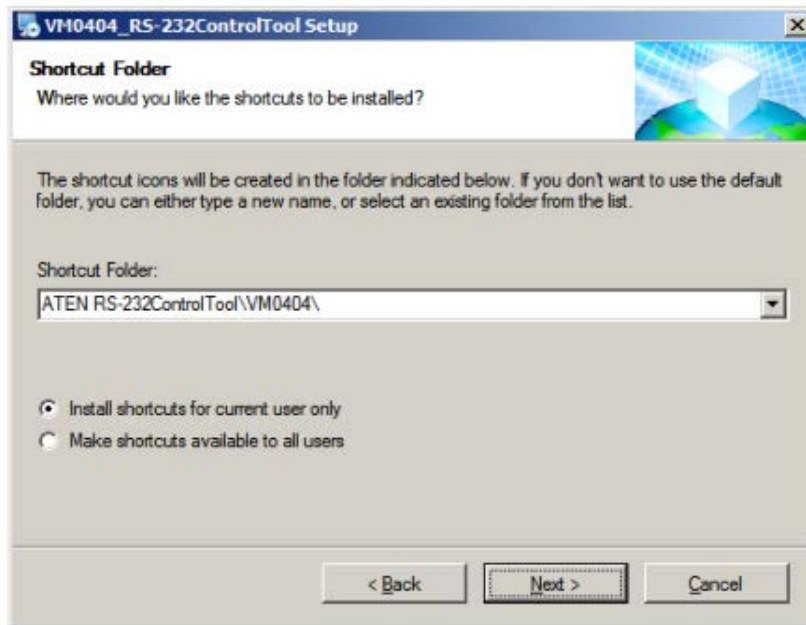 VM0404_RS-232ControlTool Setup
Shortcut Folder
Where would you like the shortcuts to be installed?
The shortcut icons will be created in the folder indicated below. If you don't want to use the default
folder, you can either type a new name, or select an existing folder from the list.
Shortcut Folder:
ATEN RS-232ControlTool\VM0404\
Install shortcuts for current user only
Make shortcuts available to all users
< Back Next > Cancel